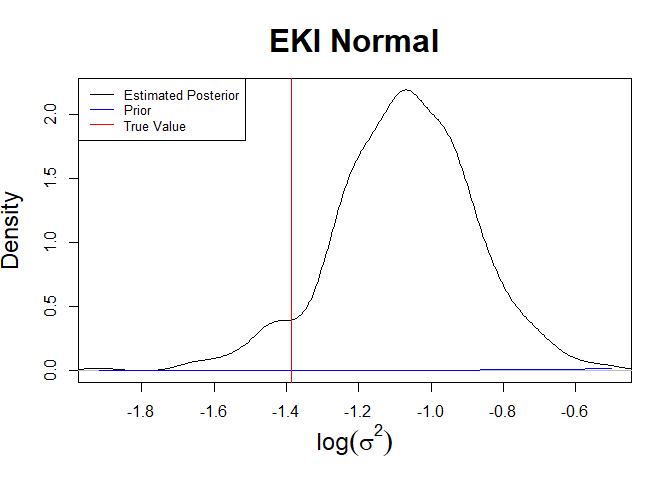 EKI Normal
Estimated Posterior
Prior
True Value
Density
0.0 0.5 1.0 1.5 2.0
-1.8 -1.6 -1.4 -1.2 -1.0 -0.8 -0.6
log(σ²)